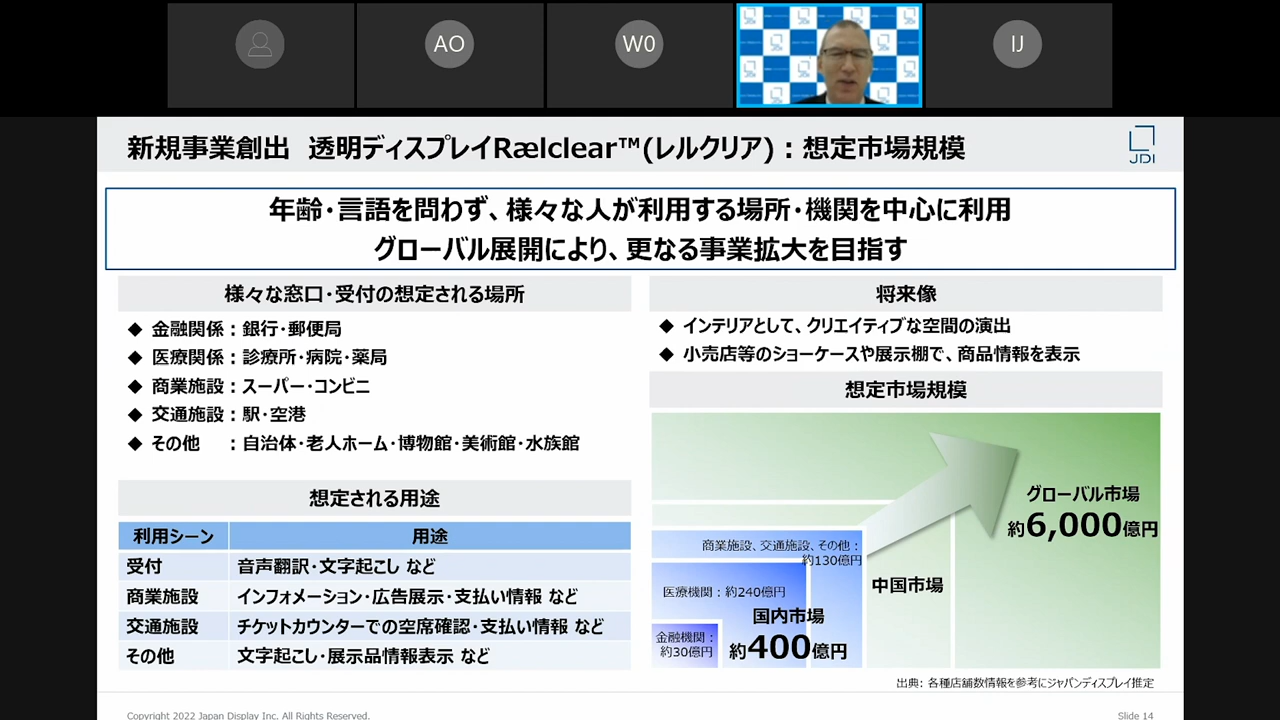 AO
W0
IJ
新規事業創出 透明ディスプレイRælclear™(レルクリア)：想定市場規模
JDI
年齢・言語を問わず、様々な人が利用する場所・機関を中心に利用
グローバル展開により、更なる事業拡大を目指す
様々な窓口・受付の想定される場所
◆ 金融関係：銀行・郵便局
◆ 医療関係：診療所・病院・薬局
◆ 商業施設：スーパー・コンビニ
◆ 交通施設：駅・空港
◆ その他 ：自治体・老人ホーム・博物館・美術館・水族館
想定される用途
利用シーン 用途
受付 音声翻訳・文字起こし など
商業施設 インフォメーション・広告展示・支払い情報 など
交通施設 チケットカウンターでの空席確認・支払い情報 など
その他 文字起こし・展示品情報表示 など
将来像
◆ インテリアとして、クリエイティブな空間の演出
◆ 小売店等のショーケースや展示棚で、商品情報を表示
想定市場規模
グローバル市場
約6,000億円
商業施設、交通施設、その他：
約130億円
中国市場
医療機関：約240億円
国内市場
約400億円
金融機関：
約30億円
出典: 各種店舗数情報を参考にジャパンディスプレイ推定
Copyright 2022 Japan Display Inc. All Rights Reserved.
Slide 14